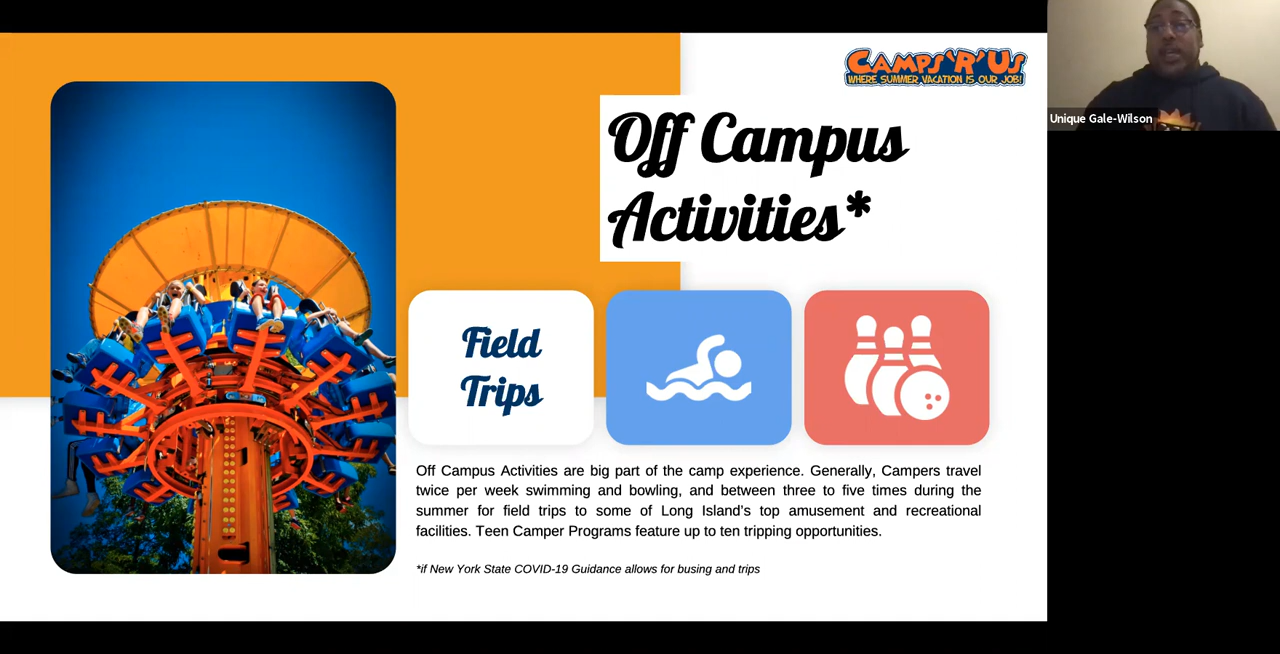 CAMPS'R'US
WHERE SUMMER VACATION IS OUR JOB!
Unique Gale-Wilson
Off Campus
Activities*
Field
Trips
Off Campus Activities are big part of the camp experience. Generally, Campers travel
twice per week swimming and bowling, and between three to five times during the
summer for field trips to some of Long Island's top amusement and recreational
facilities. Teen Camper Programs feature up to ten tripping opportunities.
*if New York State COVID-19 Guidance allows for busing and trips